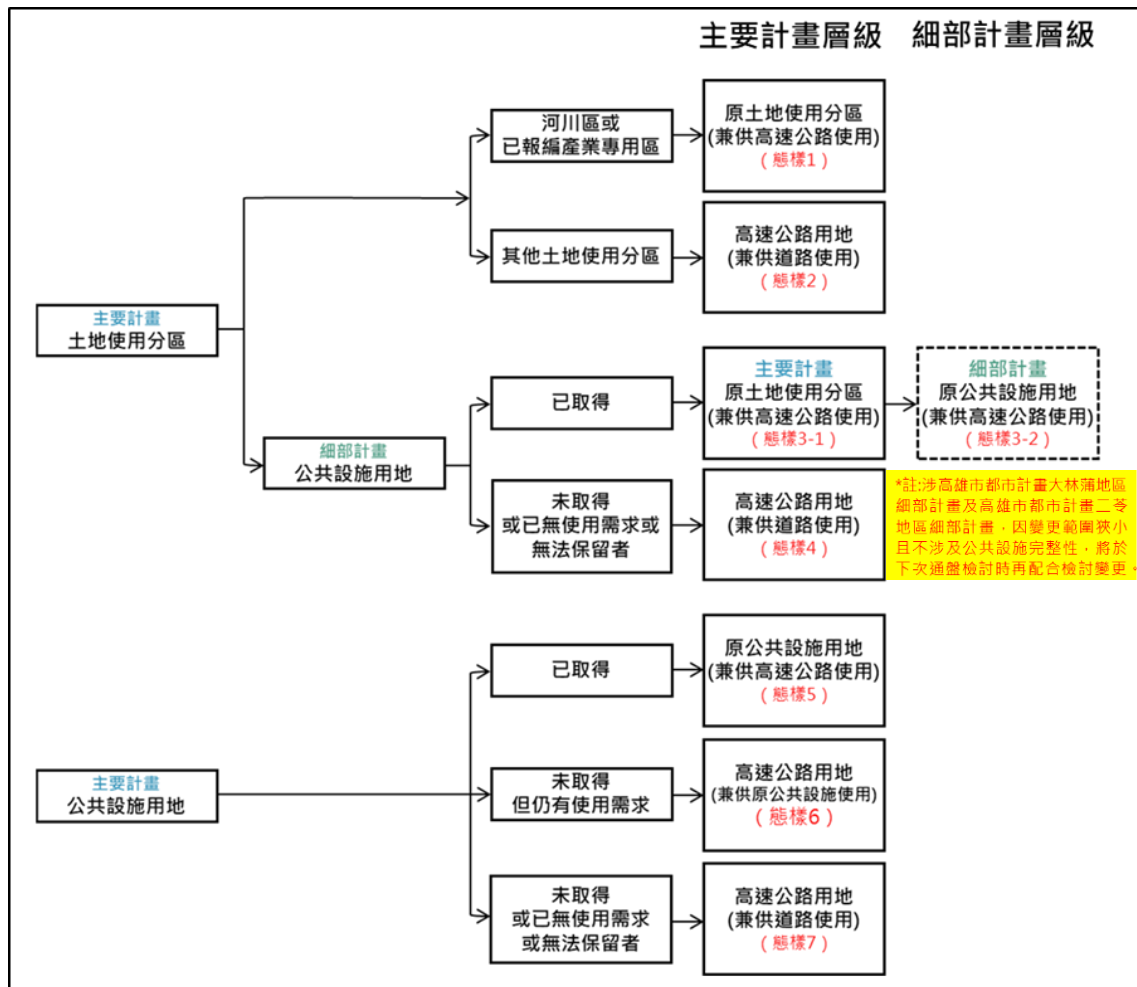 主要計畫層級 細部計畫層級
河川區或
已報編產業專用區
原土地使用分區
(兼供高速公路使用)
(態樣1)
其他土地使用分區
高速公路用地
(兼供道路使用)
(態樣2)
主要計畫
土地使用分區
細部計畫
公共設施用地
已取得
主要計畫
原土地使用分區
(兼供高速公路使用)
(態樣3-1)
細部計畫
原公共設施用地
(兼供高速公路使用)
(態樣3-2)
未取得
或已無使用需求或
無法保留者
高速公路用地
(兼供道路使用)
(態樣4)
*註:涉高雄市都市計畫大林蒲地區
細部計畫及高雄市都市計畫二苓
地區細部計畫，因變更範圍狹小
且不涉及公共設施完整性，將於
下次通盤檢討時再配合檢討變更。
主要計畫
公共設施用地
已取得
原公共設施用地
(兼供高速公路使用)
(態樣5)
未取得
但仍有使用需求
高速公路用地
(兼供原公共設施使用)
(態樣6)
未取得
或已無使用需求
或無法保留者
高速公路用地
(兼供道路使用)
(態樣7)